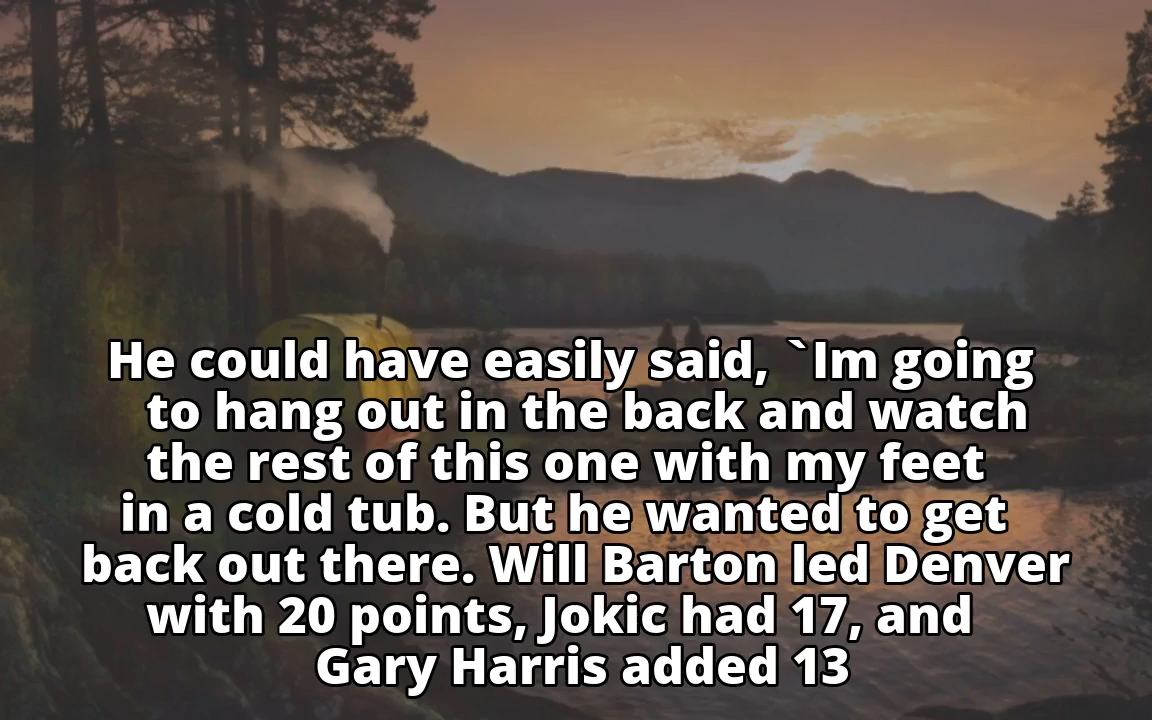 He could have easily said, `Im going
to hang out in the back and watch
the rest of this one with my feet
in a cold tub. But he wanted to get
back out there. Will Barton led Denver
with 20 points, Jokic had 17, and
Gary Harris added 13